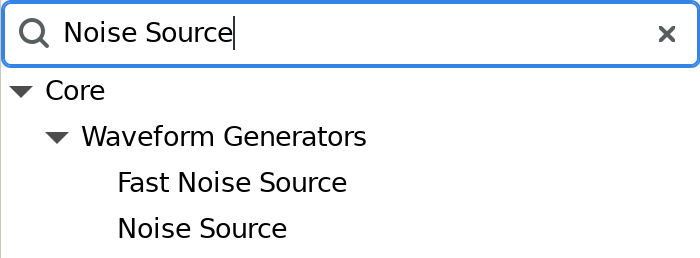 Noise Source
Core
Waveform Generators
Fast Noise Source
Noise Source